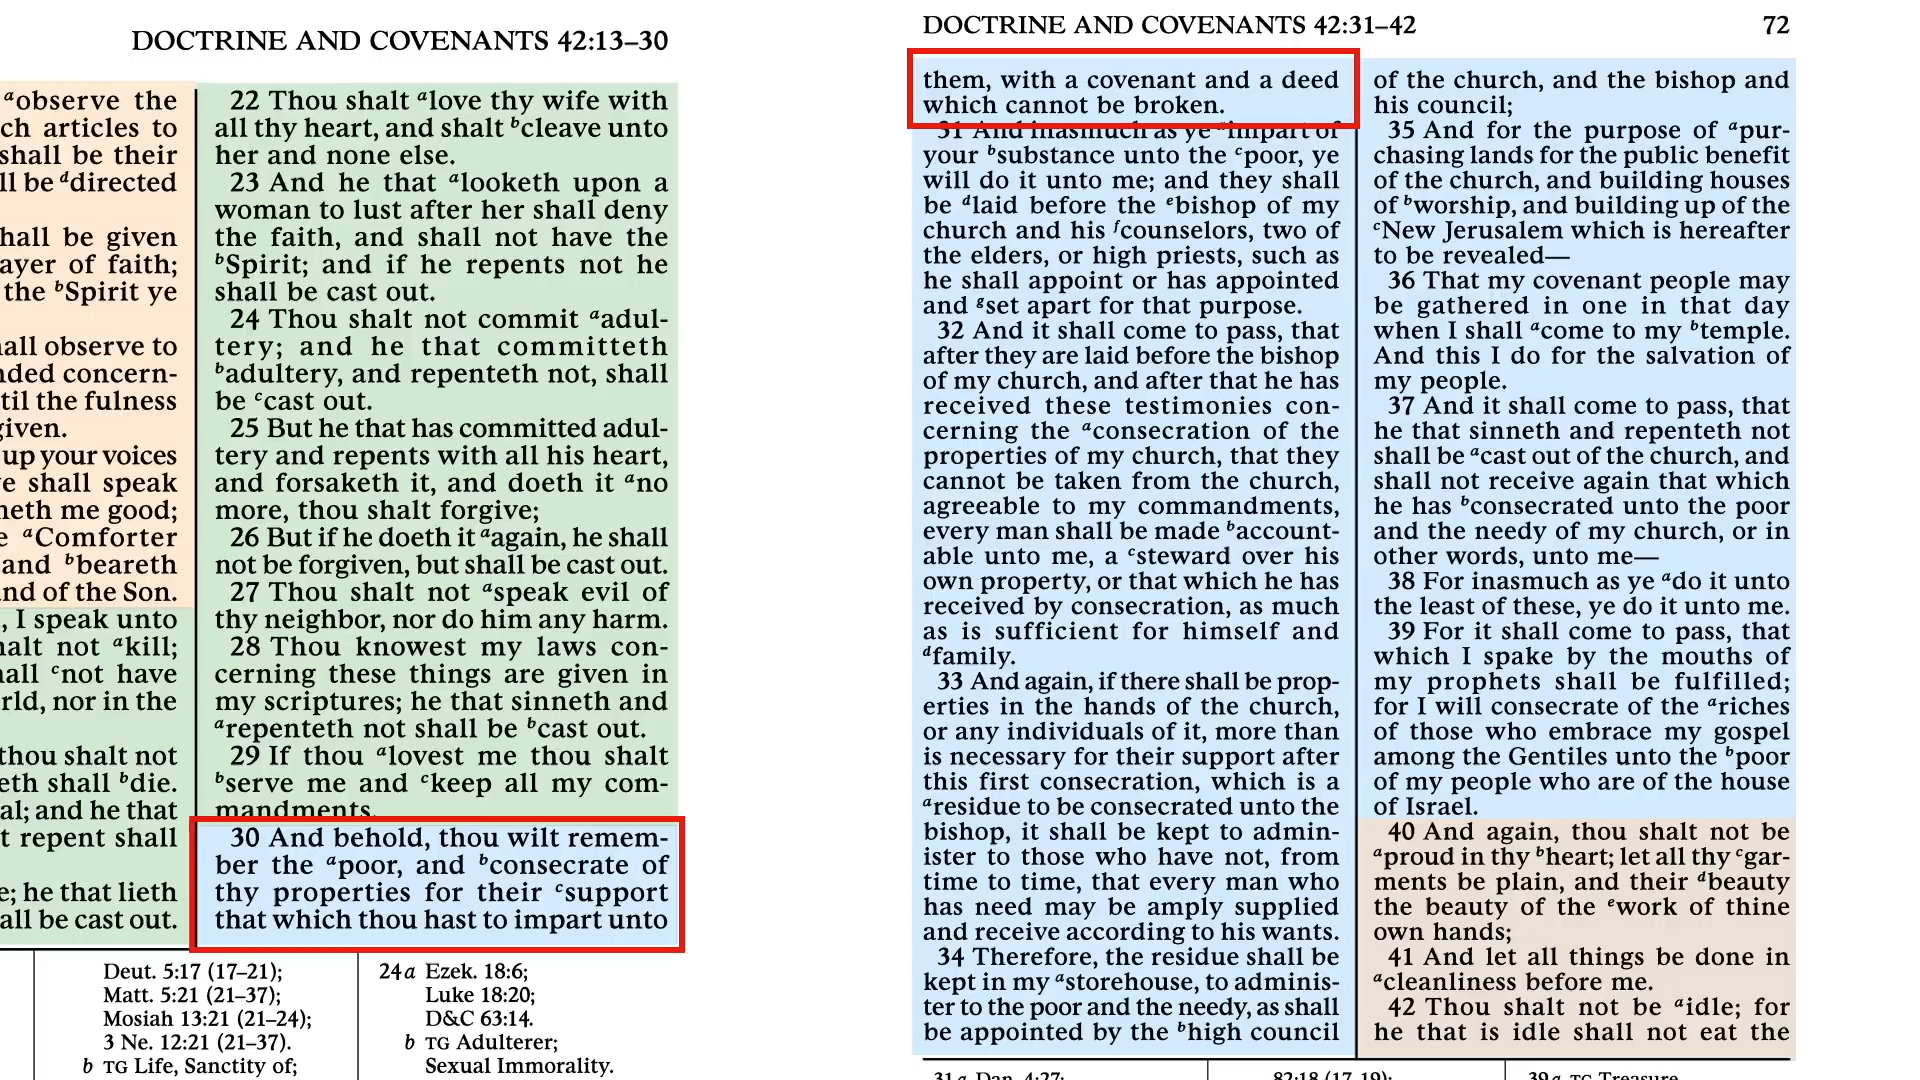 DOCTRINE AND COVENANTS 42:13–30
aobserve the
ch articles to
shall be their
ll be ddirected
hall be given
ayer of faith;
the bSpirit ye
hall observe to
nded concern-
til the fulness
given.
up your voices
e shall speak
neth me good;
e aComforter
and bbeareth
nd of the Son.
, I speak unto
halt not akill;
hall cnot have
rld, nor in the
thou shalt not
eth shall bdie.
al; and he that
t repent shall
e; he that lieth
all be cast out.
22 Thou shalt alove thy wife with
all thy heart, and shalt bcleave unto
her and none else.
23 And he that alooketh upon a
woman to lust after her shall deny
the faith, and shall not have the
bSpirit; and if he repents not he
shall be cast out.
24 Thou shalt not commit aadul-
tery; and he that committeth
badultery, and repenteth not, shall
be ccast out.
25 But he that has committed adul-
tery and repents with all his heart,
and forsaketh it, and doeth it ano
more, thou shalt forgive;
26 But if he doeth it aagain, he shall
not be forgiven, but shall be cast out.
27 Thou shalt not aspeak evil of
thy neighbor, nor do him any harm.
28 Thou knowest my laws con-
cerning these things are given in
my scriptures; he that sinneth and
arepenteth not shall be bcast out.
29 If thou alovest me thou shalt
bserve me and ckeep all my com-
mandments.
30 And behold, thou wilt remem-
ber the apoor, and bconsecrate of
thy properties for their csupport
that which thou hast to impart unto
Deut. 5:17 (17–21);
Matt. 5:21 (21–37);
Mosiah 13:21 (21–24);
3 Ne. 12:21 (21–37).
b TG Life, Sanctity of;
24a Ezek. 18:6;
Luke 18:20;
D&C 63:14.
b TG Adulterer;
Sexual Immorality.
DOCTRINE AND COVENANTS 42:31–42 72
them, with a covenant and a deed
which cannot be broken.
31 And inasmuch as ye aimpart of
your bsubstance unto the cpoor, ye
will do it unto me; and they shall
be dlaid before the ebishop of my
church and his fcounselors, two of
the elders, or high priests, such as
he shall appoint or has appointed
and gset apart for that purpose.
32 And it shall come to pass, that
after they are laid before the bishop
of my church, and after that he has
received these testimonies con-
cerning the aconsecration of the
properties of my church, that they
cannot be taken from the church,
agreeable to my commandments,
every man shall be made baccount-
able unto me, a csteward over his
own property, or that which he has
received by consecration, as much
as is sufficient for himself and
dfamily.
33 And again, if there shall be prop-
erties in the hands of the church,
or any individuals of it, more than
is necessary for their support after
this first consecration, which is a
aresidue to be consecrated unto the
bishop, it shall be kept to admin-
ister to those who have not, from
time to time, that every man who
has need may be amply supplied
and receive according to his wants.
34 Therefore, the residue shall be
kept in my astorehouse, to adminis-
ter to the poor and the needy, as shall
be appointed by the bhigh council
of the church, and the bishop and
his council;
35 And for the purpose of apur-
chasing lands for the public benefit
of the church, and building houses
of bworship, and building up of the
cNew Jerusalem which is hereafter
to be revealed—
36 That my covenant people may
be gathered in one in that day
when I shall acome to my btemple.
And this I do for the salvation of
my people.
37 And it shall come to pass, that
he that sinneth and repenteth not
shall be acast out of the church, and
shall not receive again that which
he has bconsecrated unto the poor
and the needy of my church, or in
other words, unto me—
38 For inasmuch as ye ado it unto
the least of these, ye do it unto me.
39 For it shall come to pass, that
which I spake by the mouths of
my prophets shall be fulfilled;
for I will consecrate of the ariches
of those who embrace my gospel
among the Gentiles unto the bpoor
of my people who are of the house
of Israel.
40 And again, thou shalt not be
aproud in thy bheart; let all thy cgar-
ments be plain, and their dbeauty
the beauty of the ework of thine
own hands;
41 And let all things be done in
acleanliness before me.
42 Thou shalt not be aidle; for
he that is idle shall not eat the
31a Dan. 4:27;
82:18 (17–19);
39a TG Treasure.